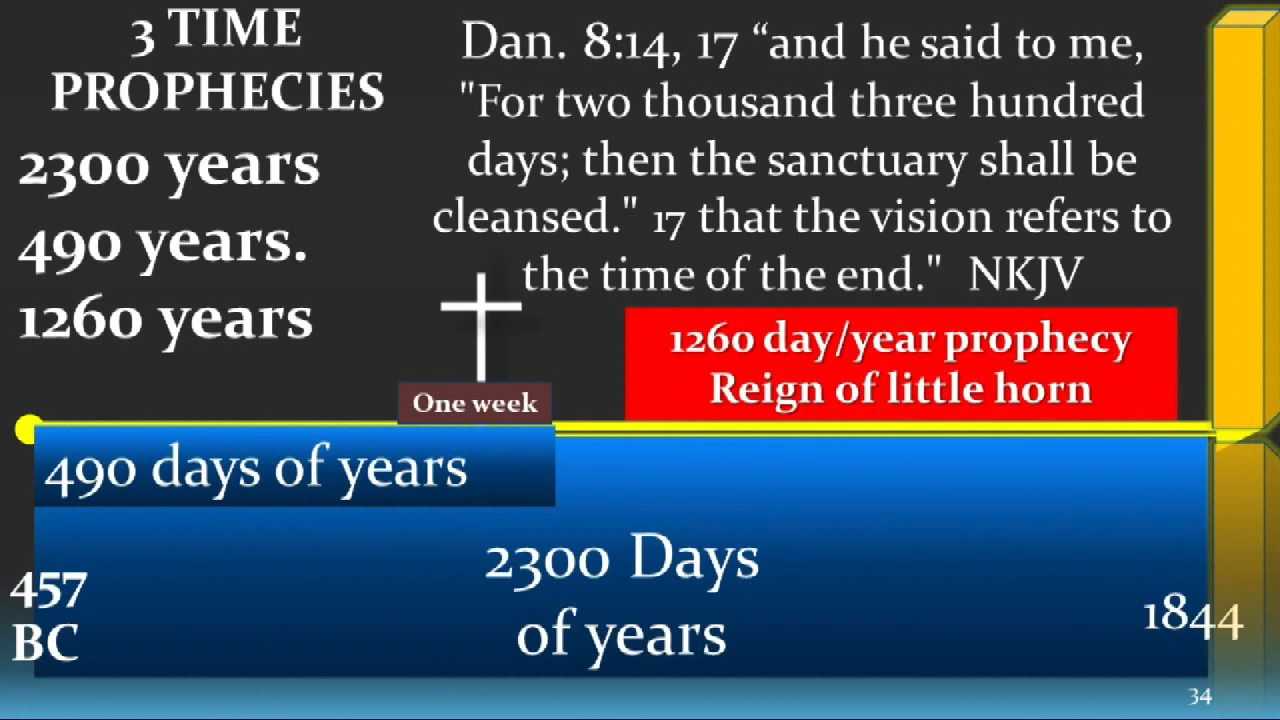 3 TIME
PROPHECIES
2300 years
490 years.
1260 years
Dan. 8:14, 17 “and he said to me,
"For two thousand three hundred
days; then the sanctuary shall be
cleansed." 17 that the vision refers to
the time of the end." NKJV
1260 day/year prophecy
Reign of little horn
One week
490 days of years
2300 Days
of years
457
BC
1844
34